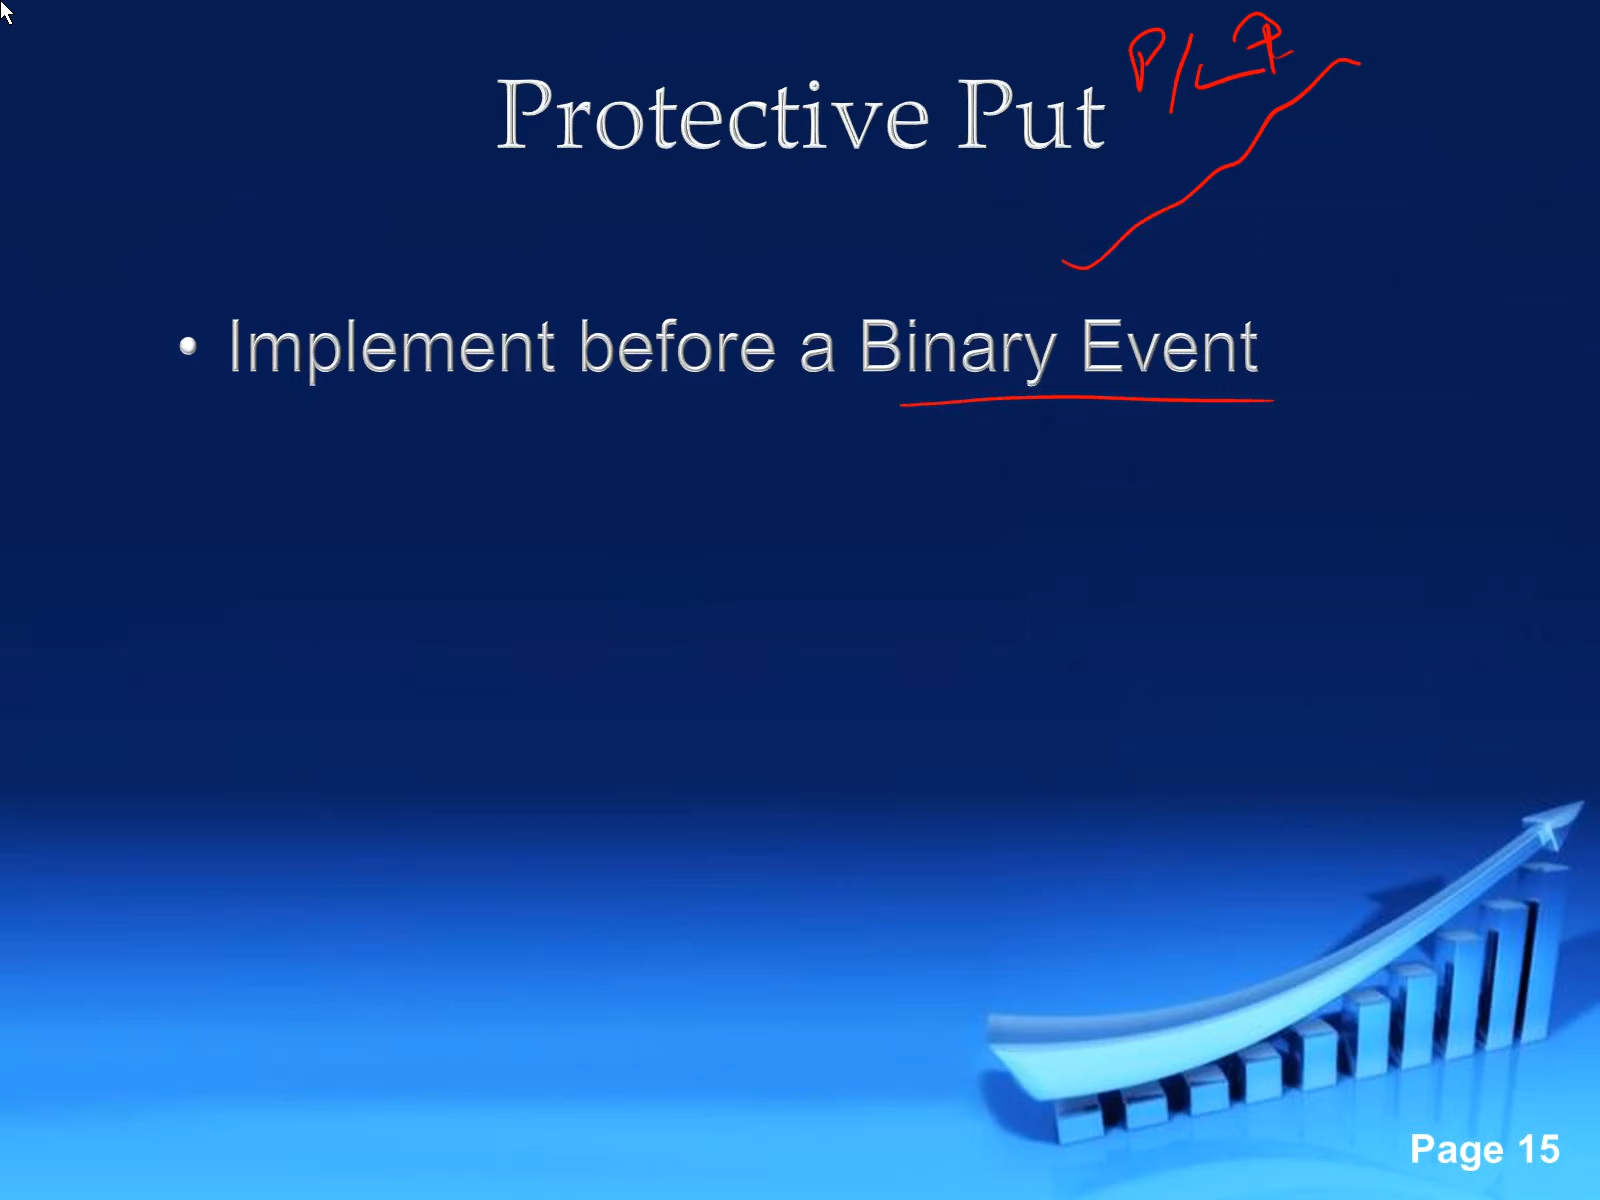 Protective Put
• Implement before a Binary Event
Page 15